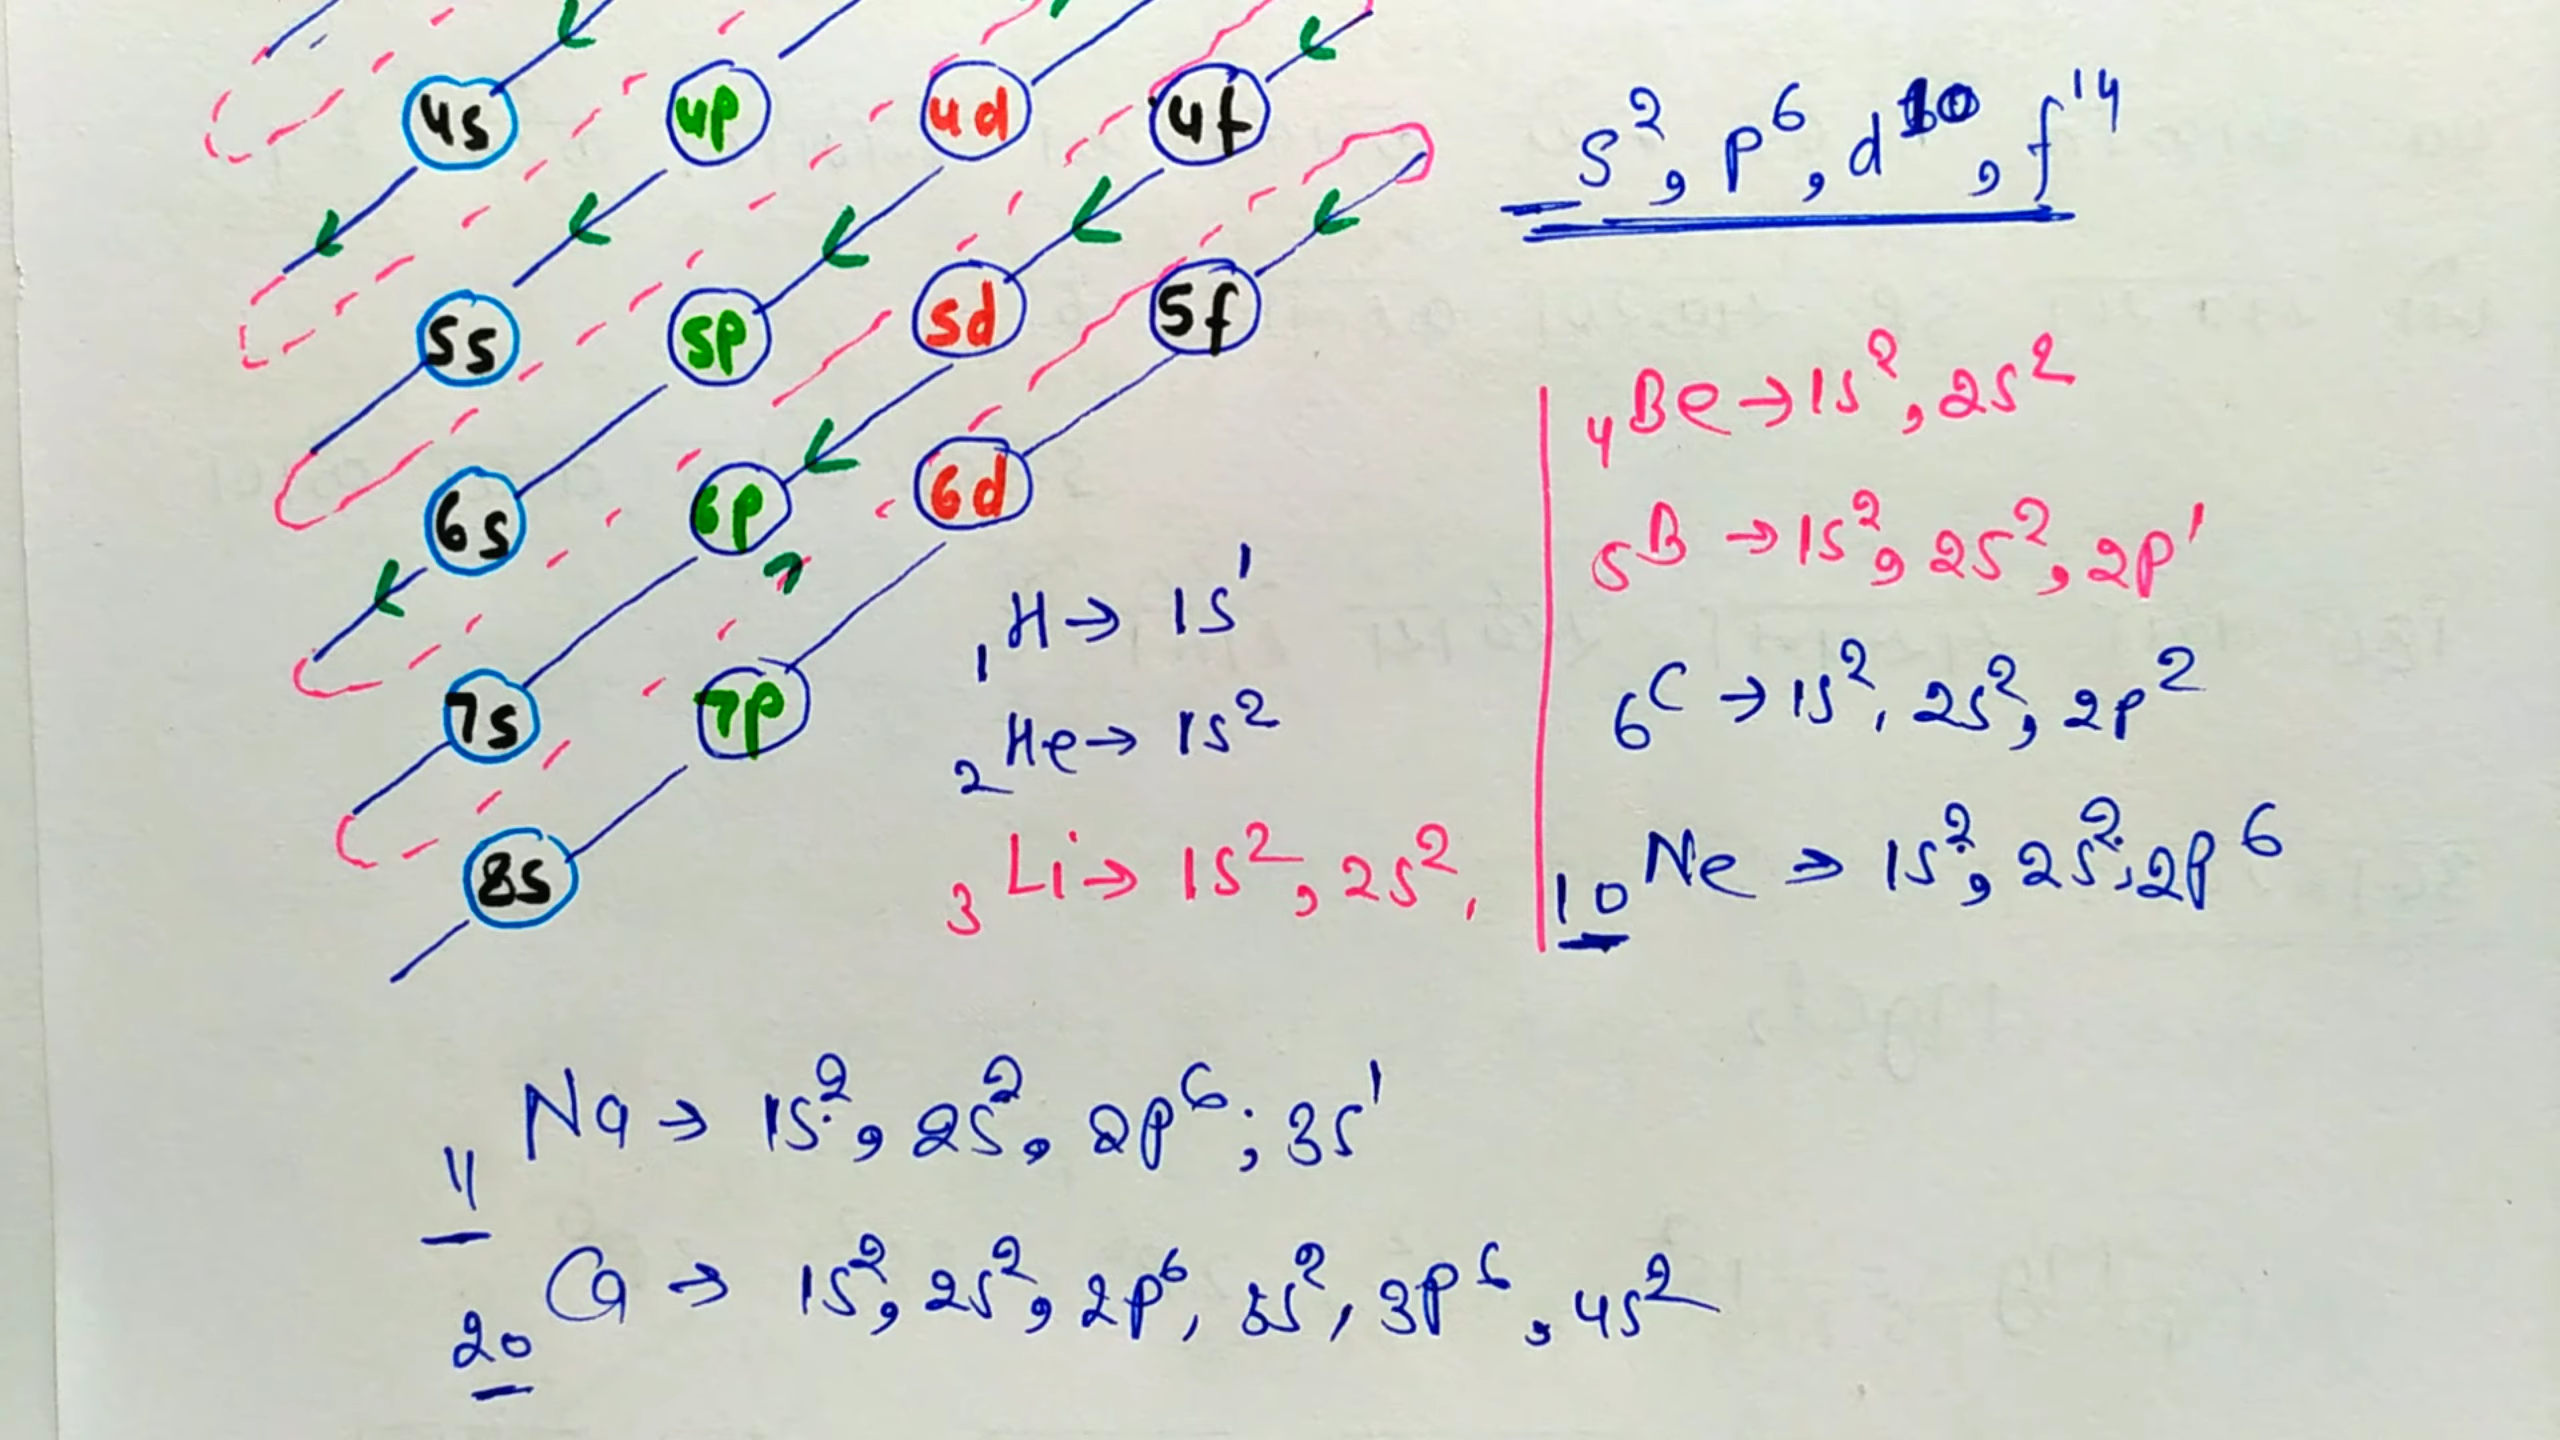 4s 4p 4d 4f
s², p⁶, d¹⁰, f¹⁴
5s 5p 5d 5f
6s 6p 6d
7s 7p
8s
₁H → 1s¹
₂He → 1s²
₃Li → 1s², 2s²,
₄Be → 1s², 2s²
₅B → 1s², 2s², 2p¹
₆C → 1s², 2s², 2p²
₁₀Ne → 1s², 2s², 2p⁶
₁₁Na → 1s², 2s², 2p⁶; 3s¹
₂₀Ca → 1s², 2s², 2p⁶, 3s², 3p⁶, 4s²